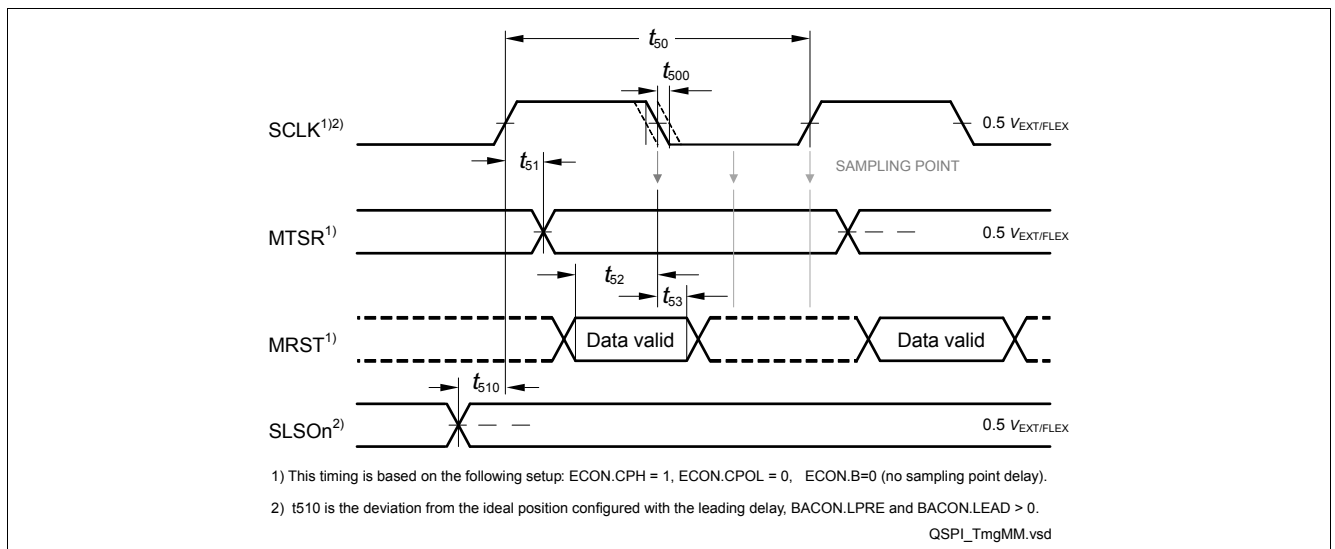 t50
t500
SCLK1)2)
0.5 VEXT/FLEX
t51
SAMPLING POINT
MTSR1)
0.5 VEXT/FLEX
t52
t53
MRST1)
Data valid
Data valid
t510
SLSOn2)
0.5 VEXT/FLEX
1) This timing is based on the following setup: ECON.CPH = 1, ECON.CPOL = 0, ECON.B=0 (no sampling point delay).
2) t510 is the deviation from the ideal position configured with the leading delay, BACON.LPRE and BACON.LEAD > 0.
QSPI_TmgMM.vsd